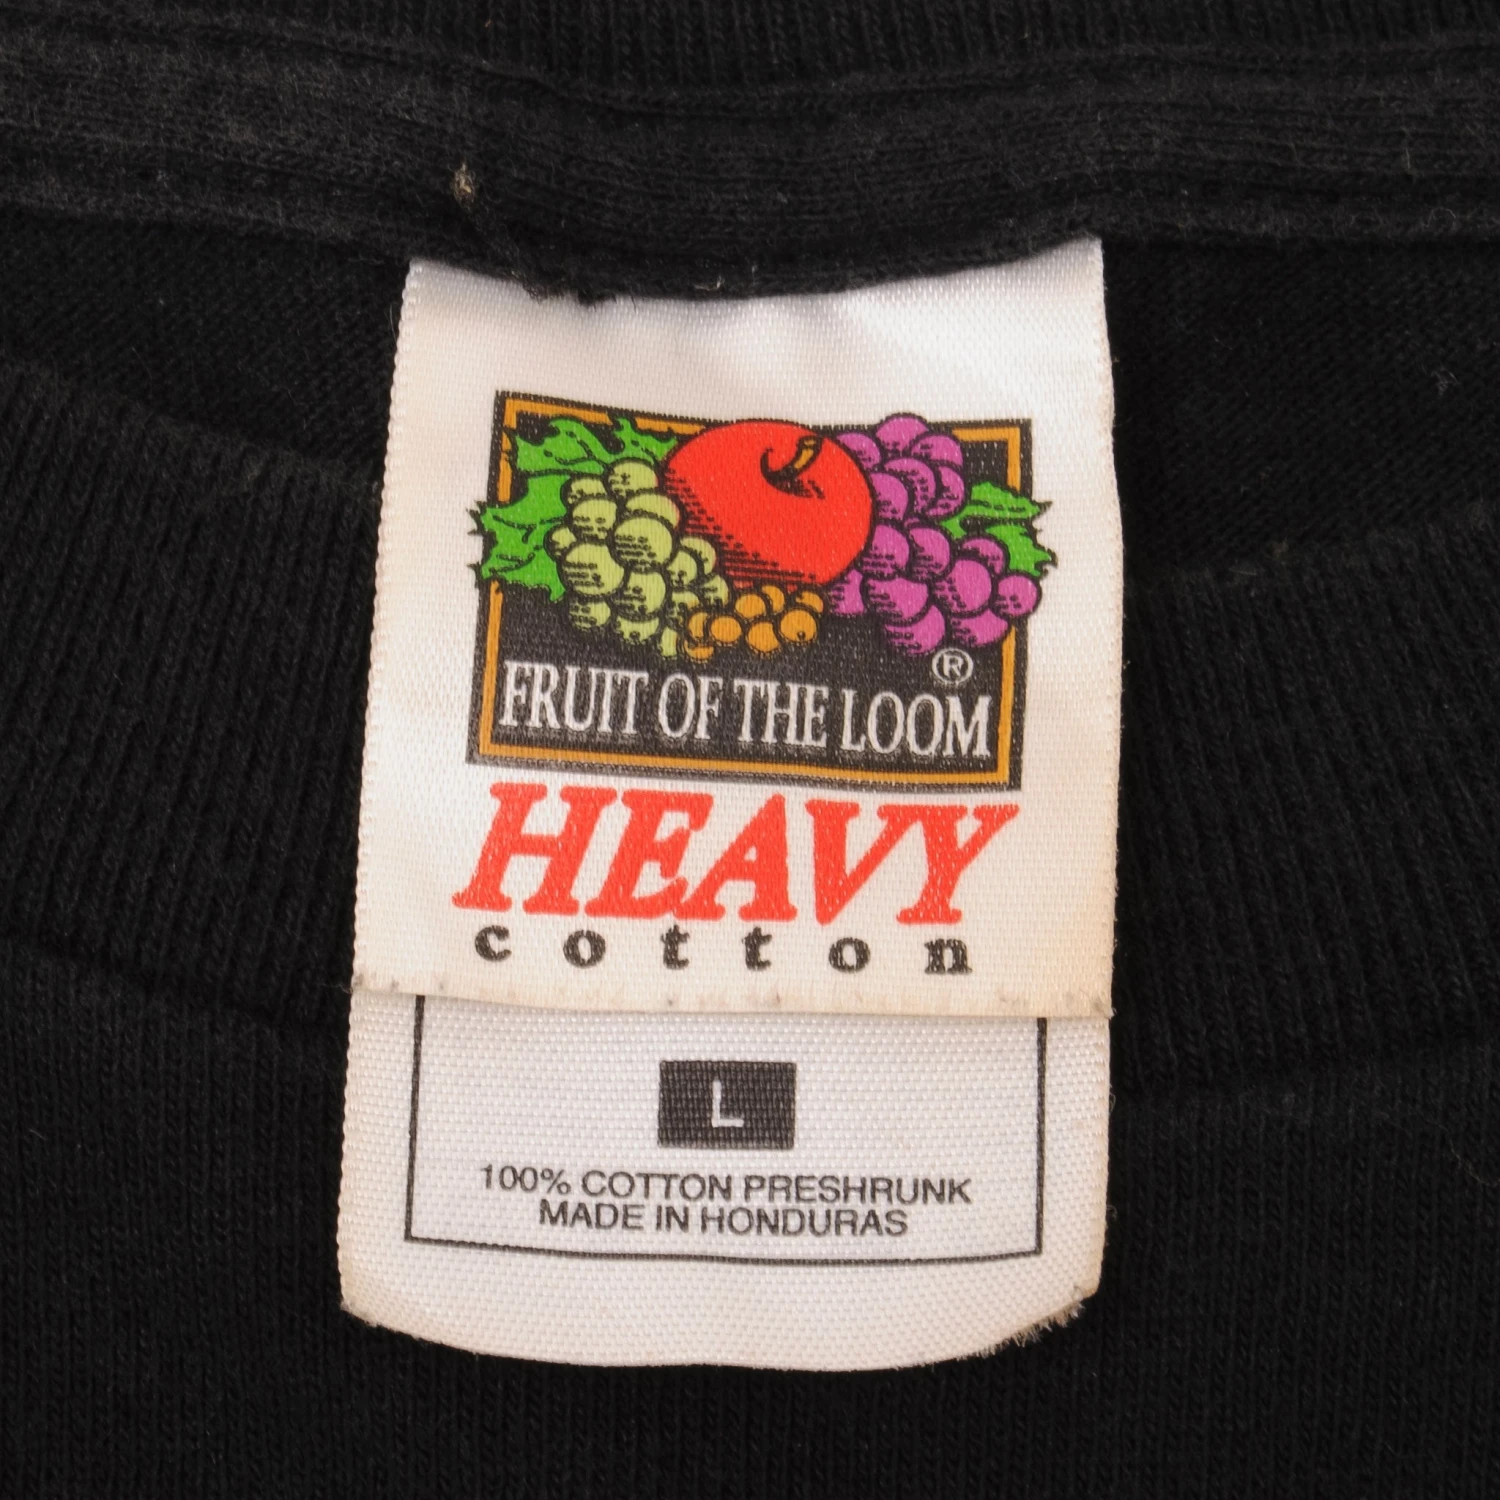 ®
FRUIT OF THE LOOM
HEAVY
cotton
L
100% COTTON PRESHRUNK
MADE IN HONDURAS